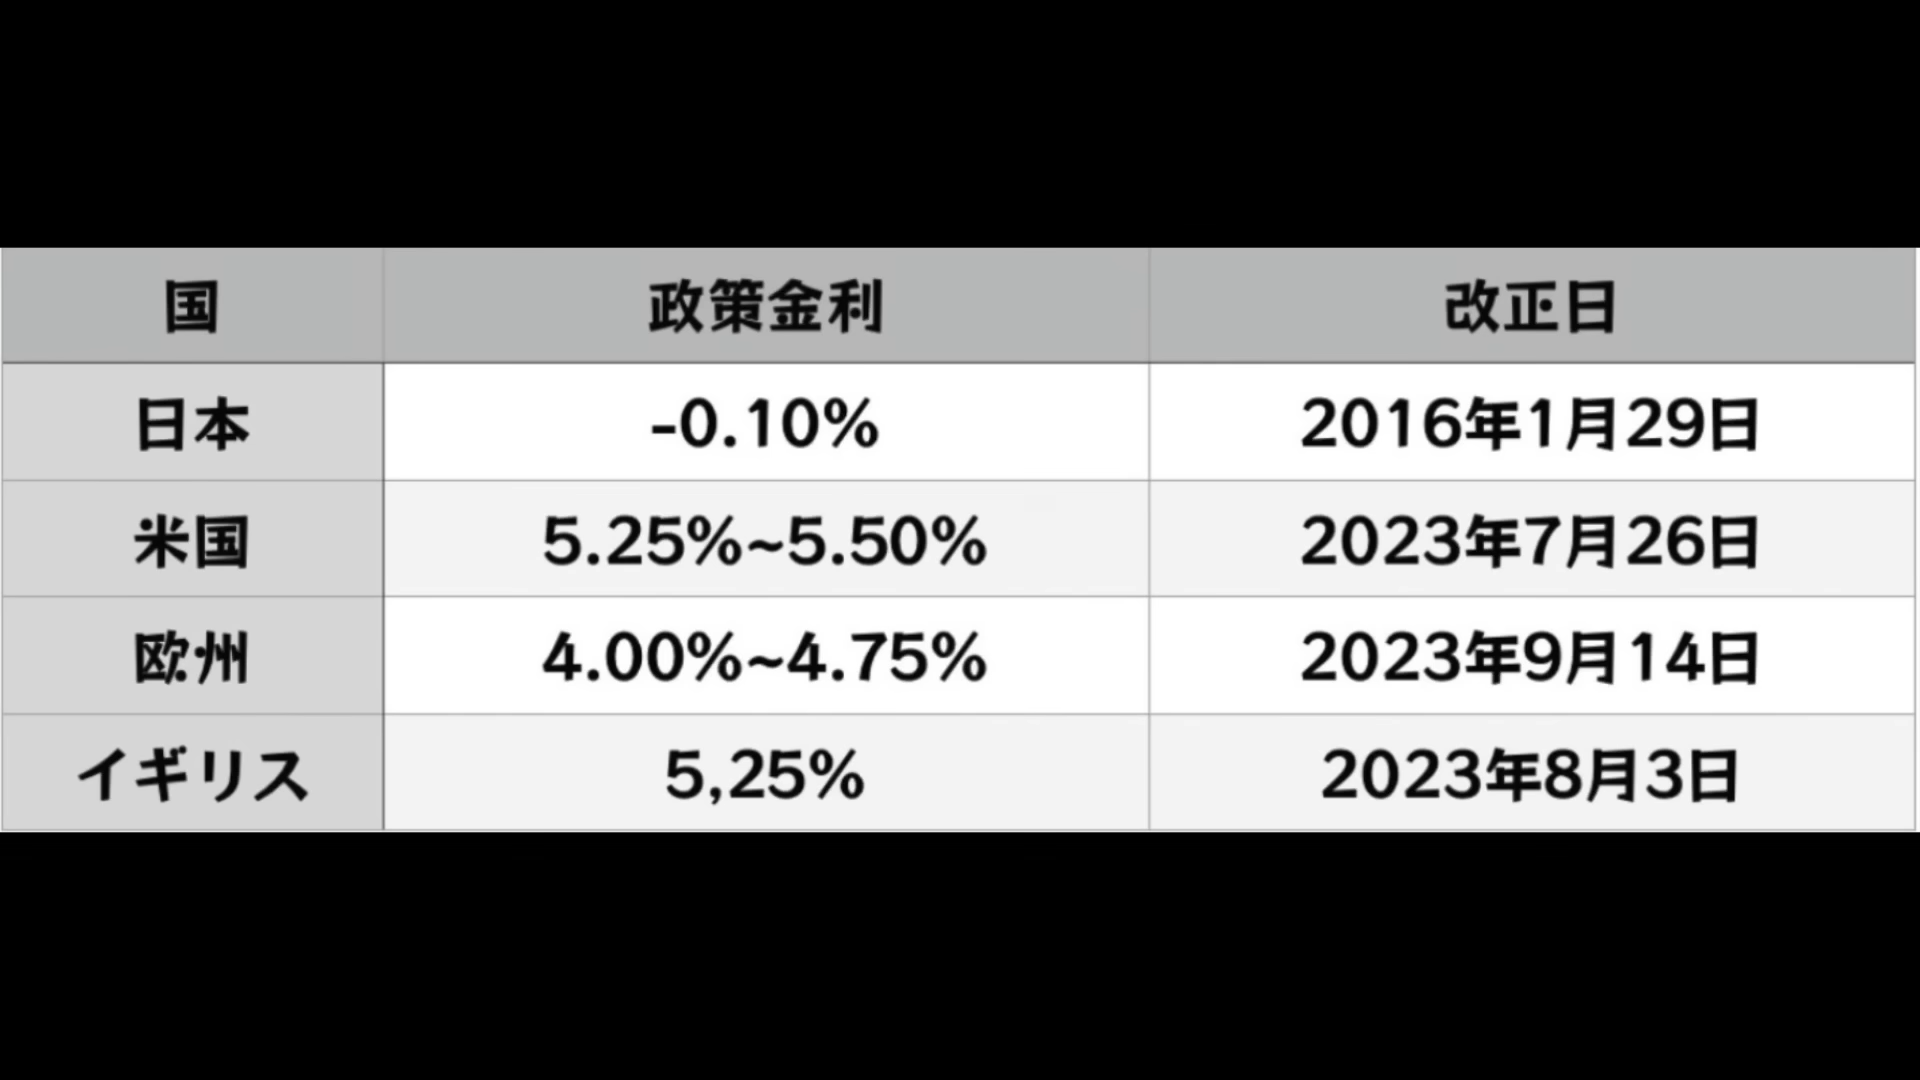 国 政策金利 改正日
日本 -0.10% 2016年1月29日
米国 5.25%~5.50% 2023年7月26日
欧州 4.00%~4.75% 2023年9月14日
イギリス 5,25% 2023年8月3日